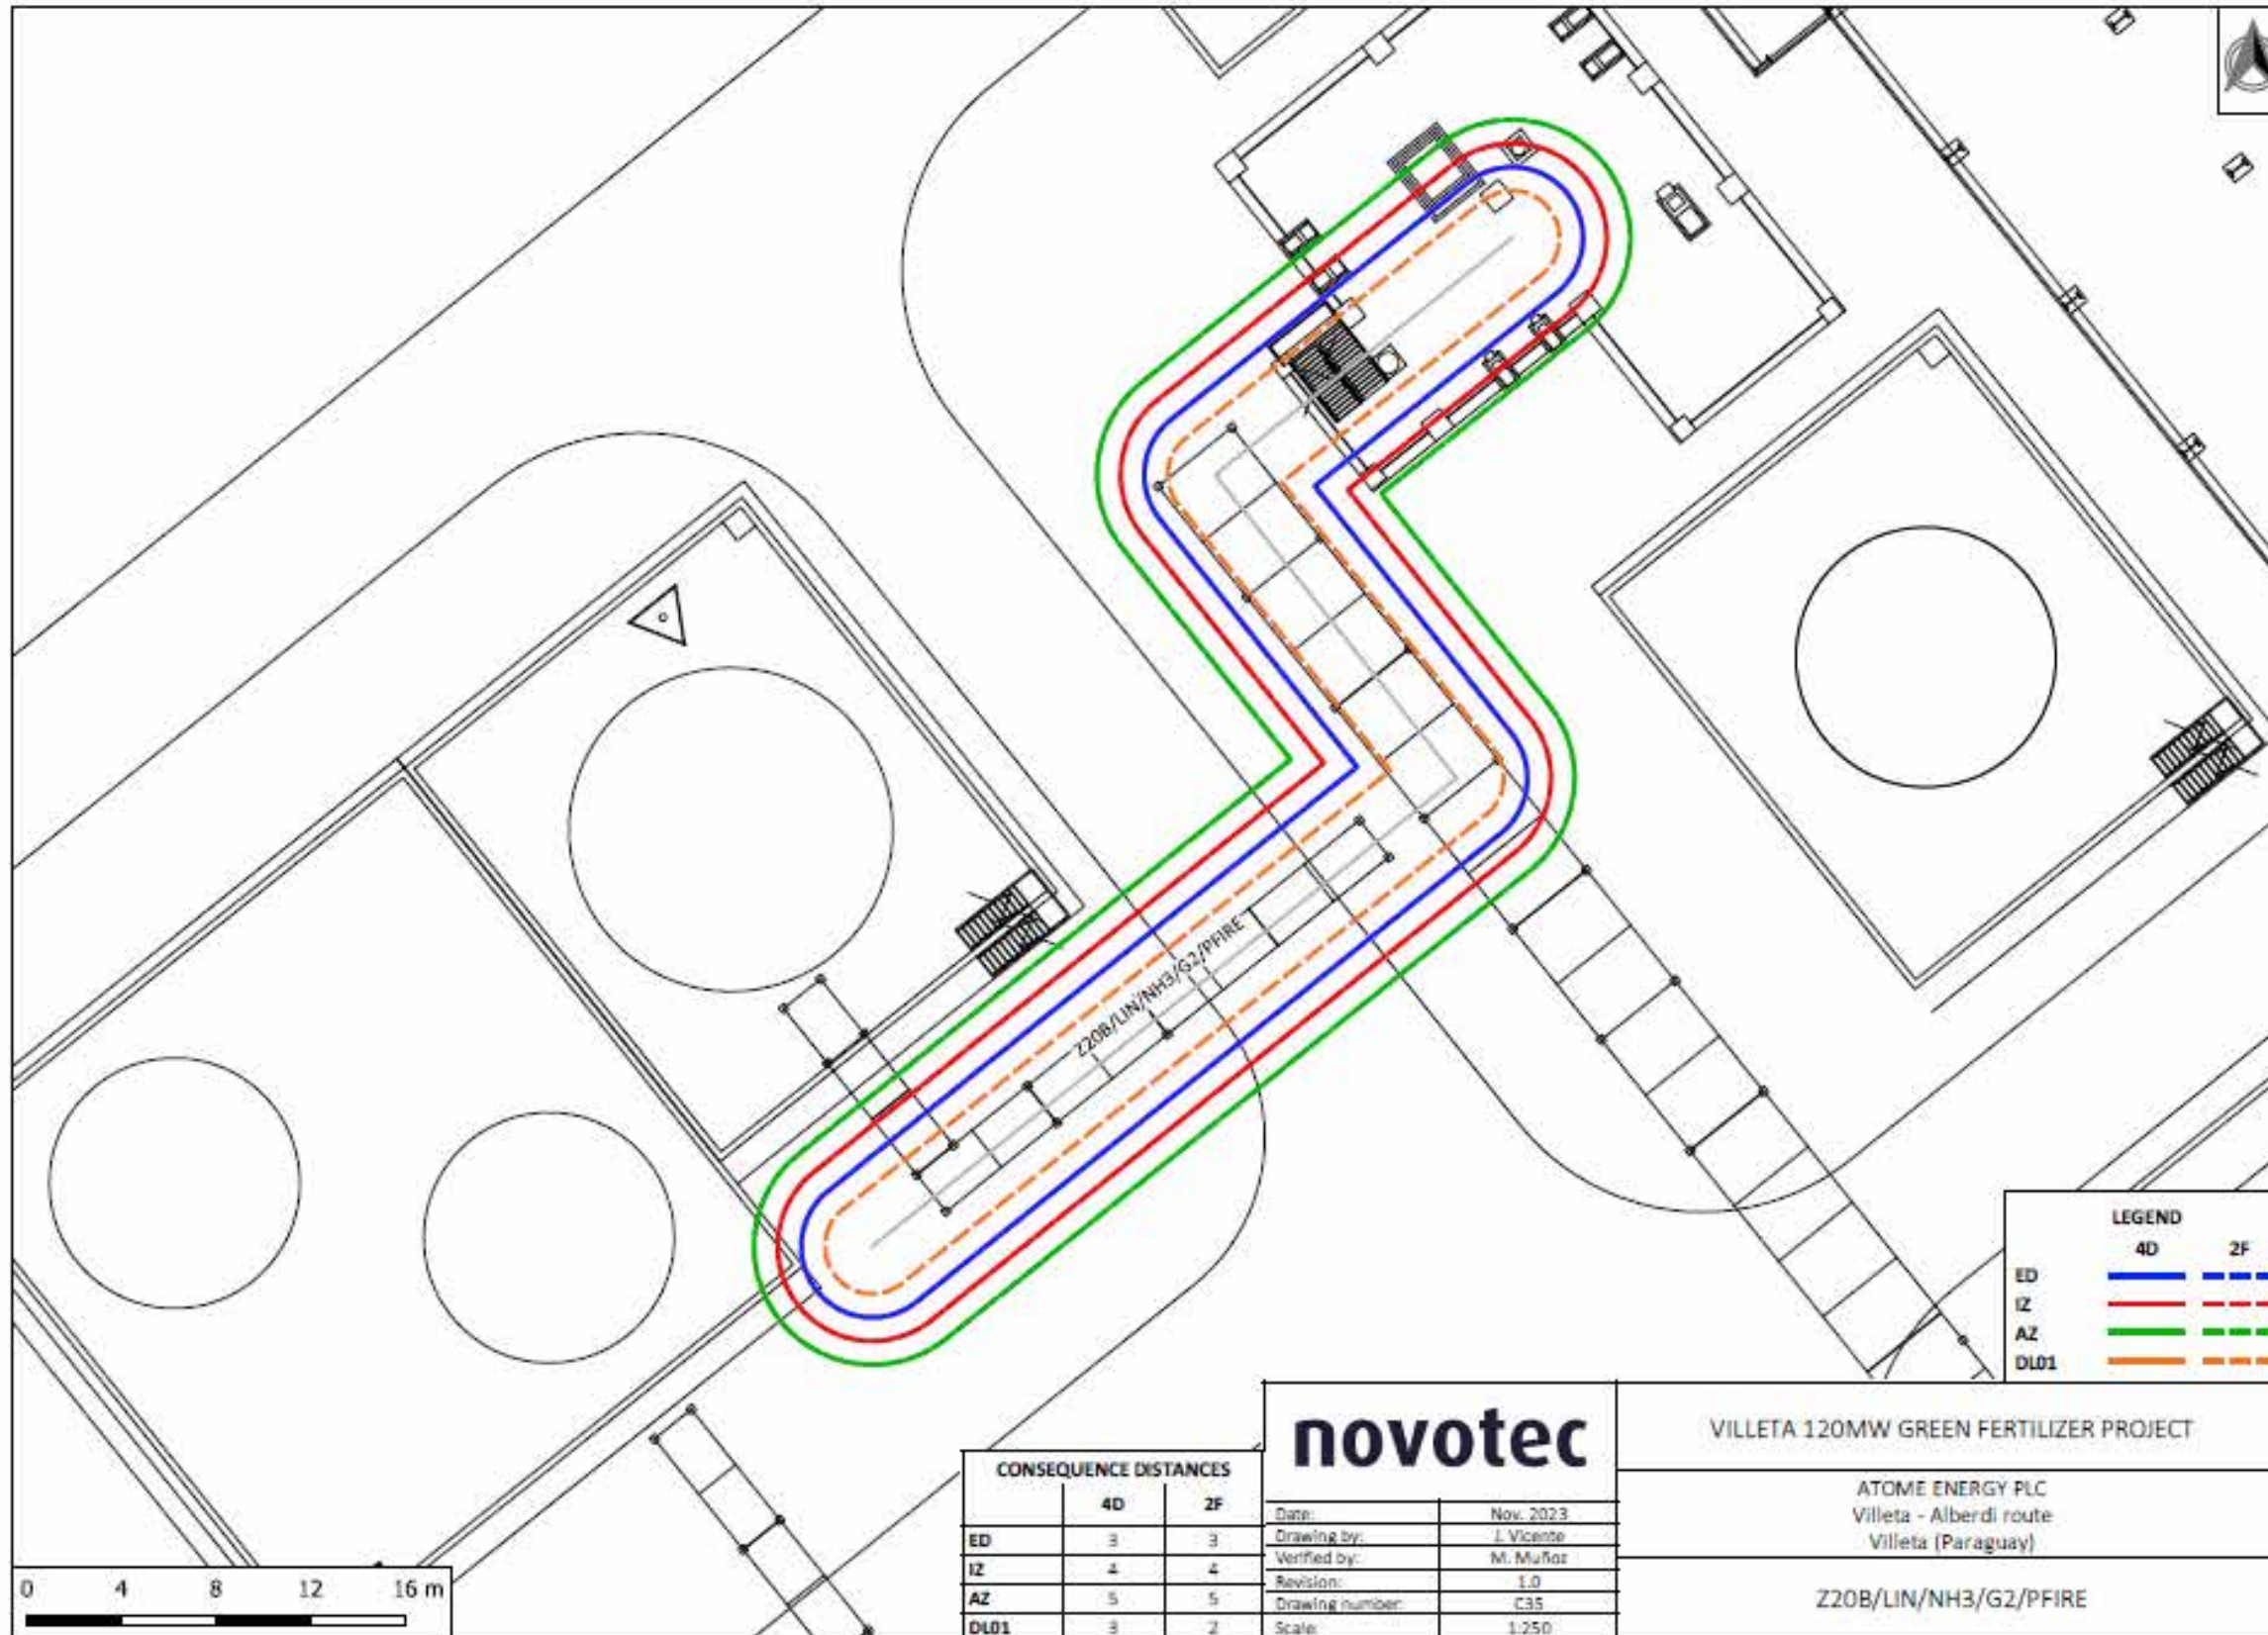 Z20B/LIN/NH3/G2/PFIRE
LEGEND
4D 2F
ED
IZ
AZ
DL01
0 4 8 12 16 m
CONSEQUENCE DISTANCES
4D 2F
ED 3 3
IZ 4 4
AZ 5 5
DL01 3 2
novotec
Date: Nov. 2023
Drawing by: J. Vicente
Verified by: M. Muñoz
Revision: 1.0
Drawing number: C35
Scale: 1:250
VILLETA 120MW GREEN FERTILIZER PROJECT
ATOME ENERGY PLC
Villeta - Alberdi route
Villeta (Paraguay)
Z20B/LIN/NH3/G2/PFIRE